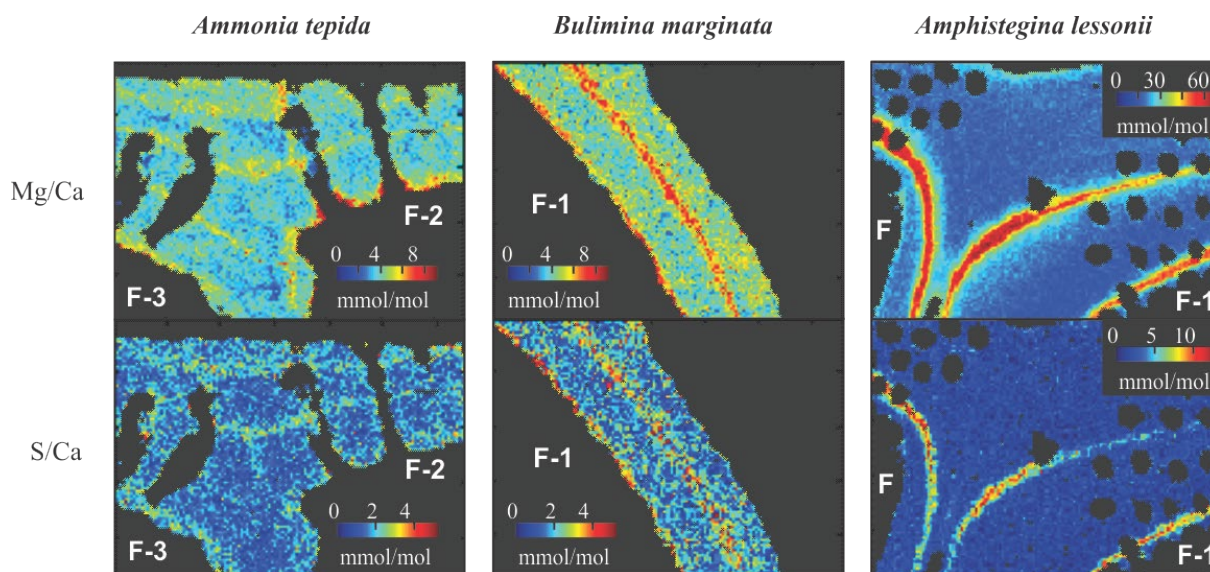 Ammonia tepida
Bulimina marginata
Amphistegina lessonii
Mg/Ca
F-3
F-2
0 4 8
mmol/mol
F-1
0 4 8
mmol/mol
F
0 30 60
mmol/mol
F-1
S/Ca
F-3
F-2
0 2 4
mmol/mol
F-1
0 2 4
mmol/mol
F
0 5 10
mmol/mol
F-1